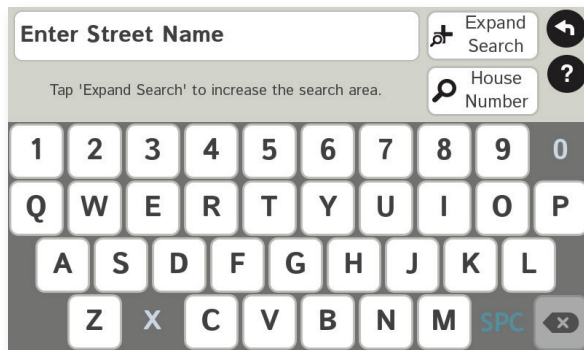 Enter Street Name
Expand
Search
Tap 'Expand Search' to increase the search area.
House
Number
?
1 2 3 4 5 6 7 8 9 0
Q W E R T Y U I O P
A S D F G H J K L
Z X C V B N M SPC